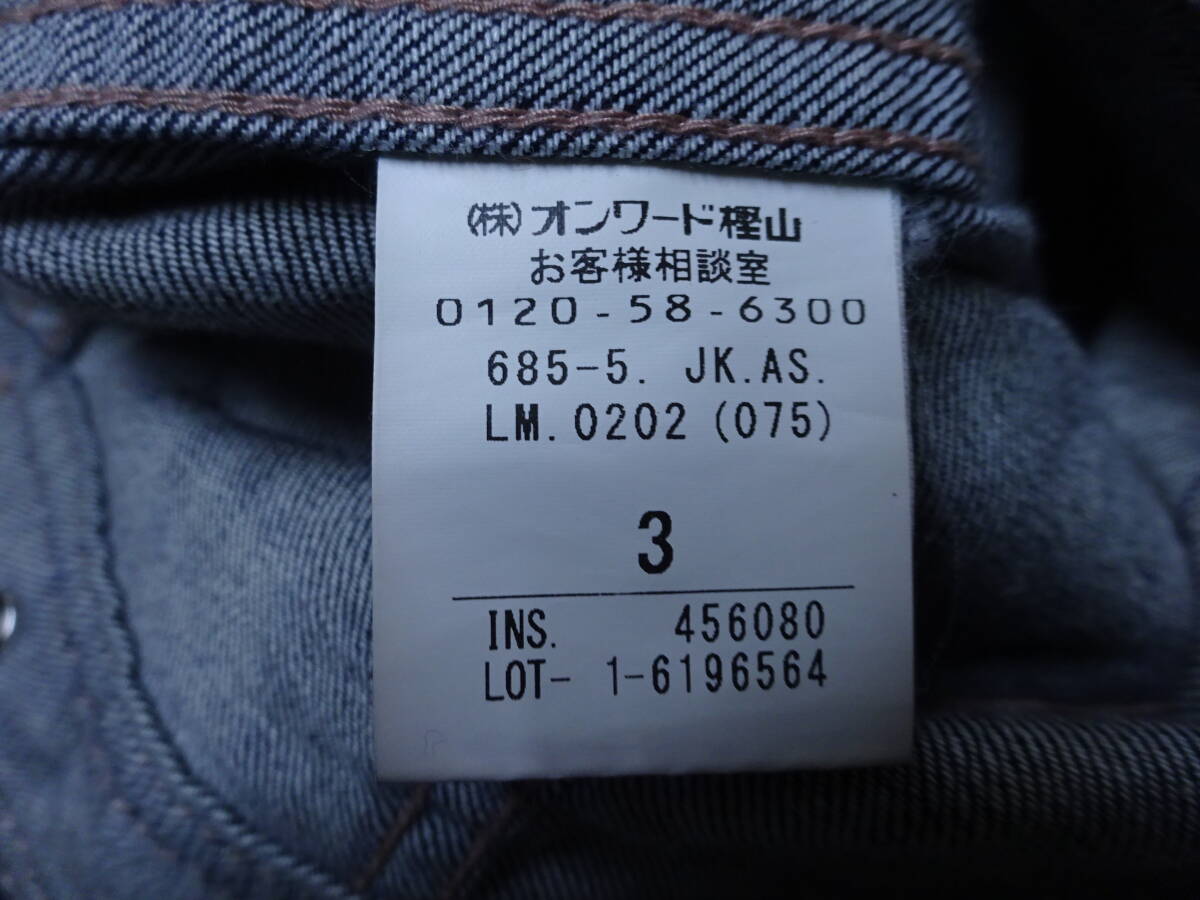 (株)オンワード樫山
お客様相談室
0120-58-6300
685-5. JK.AS.
LM.0202(075)
3
INS. 456080
LOT- 1-6196564